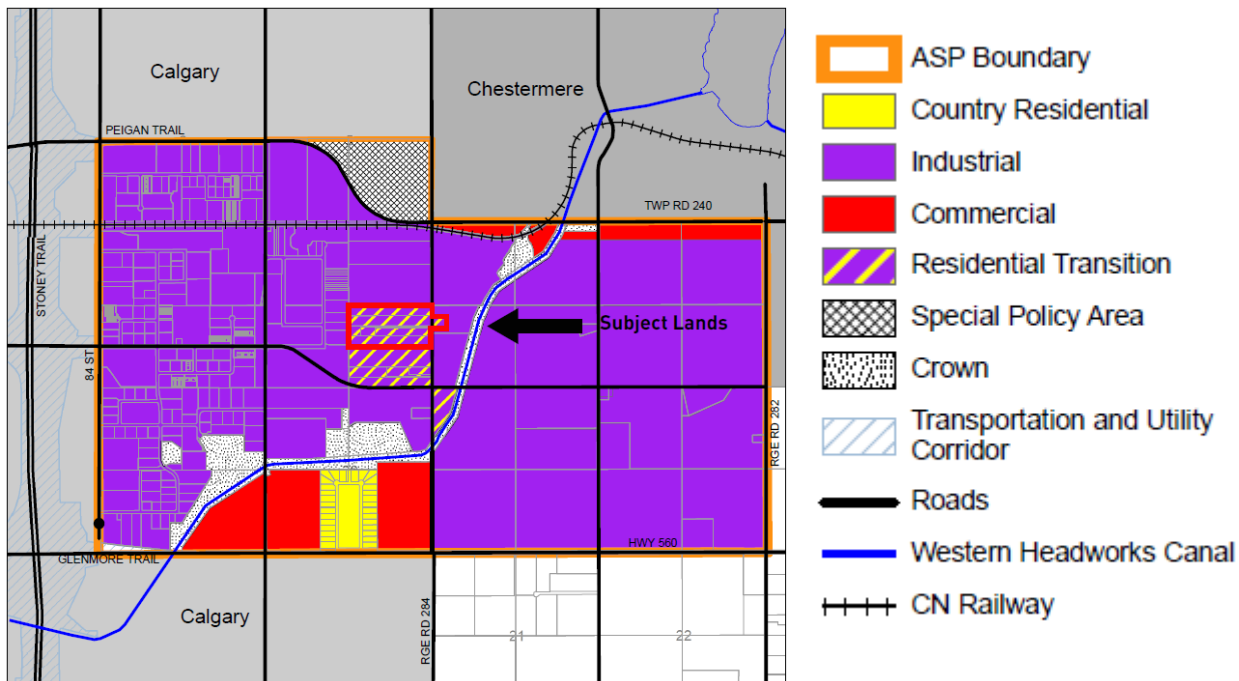 Calgary
Chestermere
PEIGAN TRAIL
TWP RD 240
STONEY TRAIL
Subject Lands
84 ST
RGE RD 282
HWY 560
GLENMORE TRAIL
Calgary
RGE RD 284
21
22
ASP Boundary
Country Residential
Industrial
Commercial
Residential Transition
Special Policy Area
Crown
Transportation and Utility
Corridor
Roads
Western Headworks Canal
CN Railway